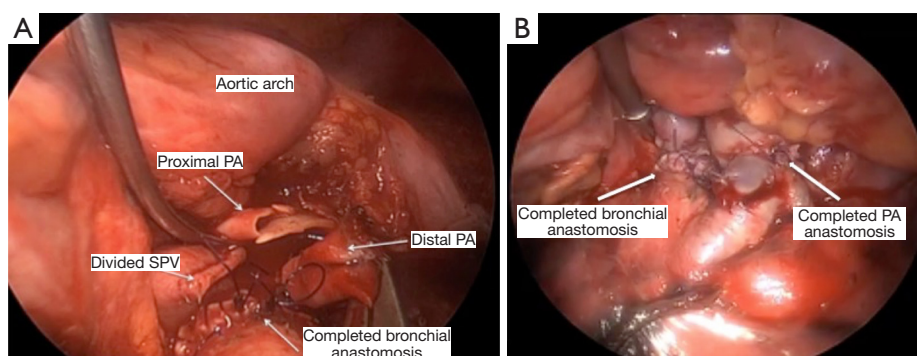 A
Aortic arch
Proximal PA
Distal PA
Divided SPV
Completed bronchial
anastomosis
B
Completed bronchial
anastomosis
Completed PA
anastomosis